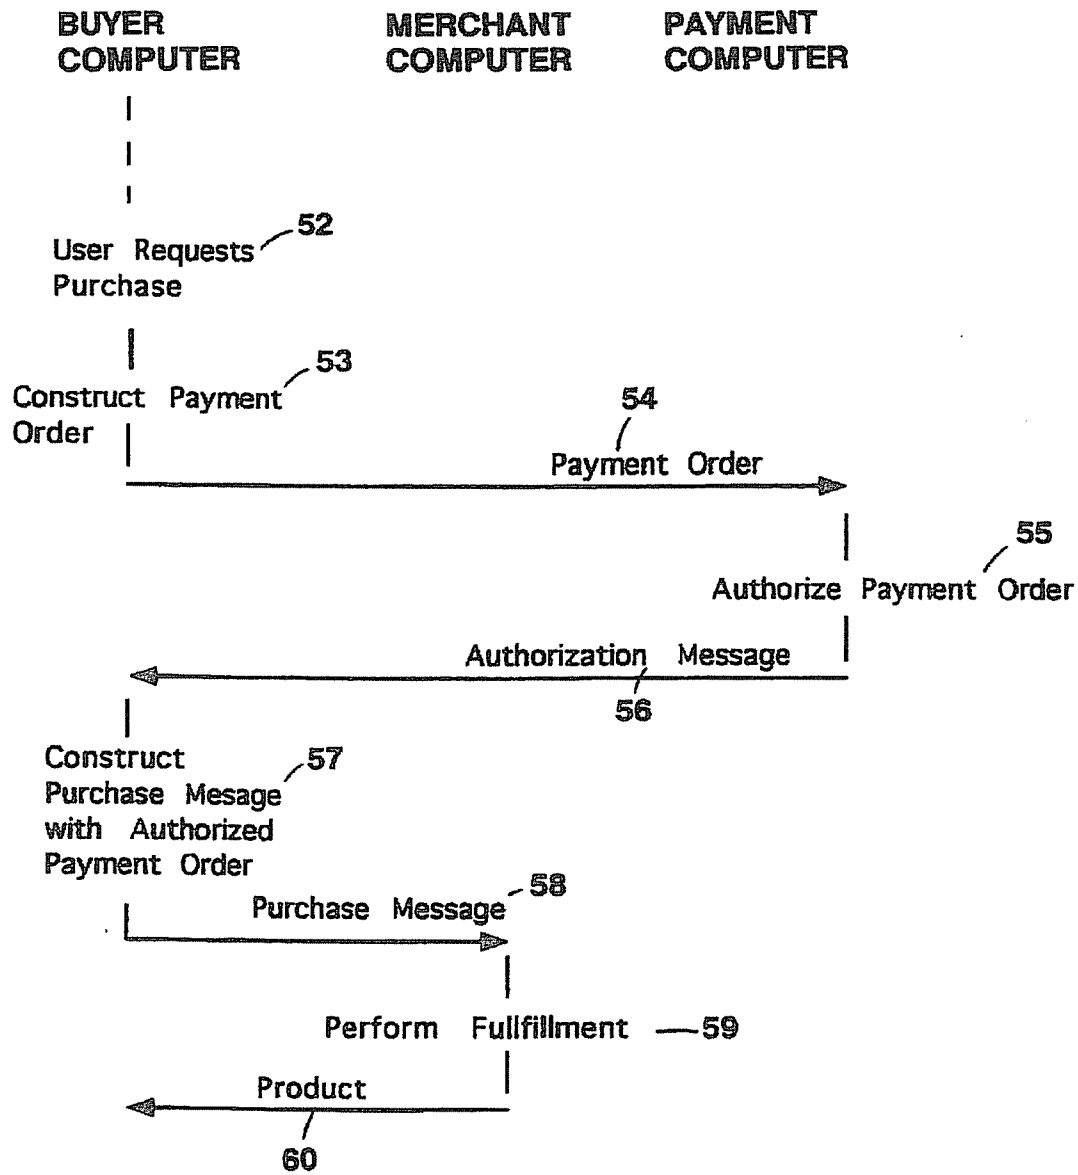 BUYER
COMPUTER
MERCHANT
COMPUTER
PAYMENT
COMPUTER
52
User Requests
Purchase
53
Construct Payment
Order
54
Payment Order
55
Authorize Payment Order
Authorization Message
56
Construct
57
Purchase Mesage
with Authorized
Payment Order
58
Purchase Message
Perform Fullfillment
59
Product
60